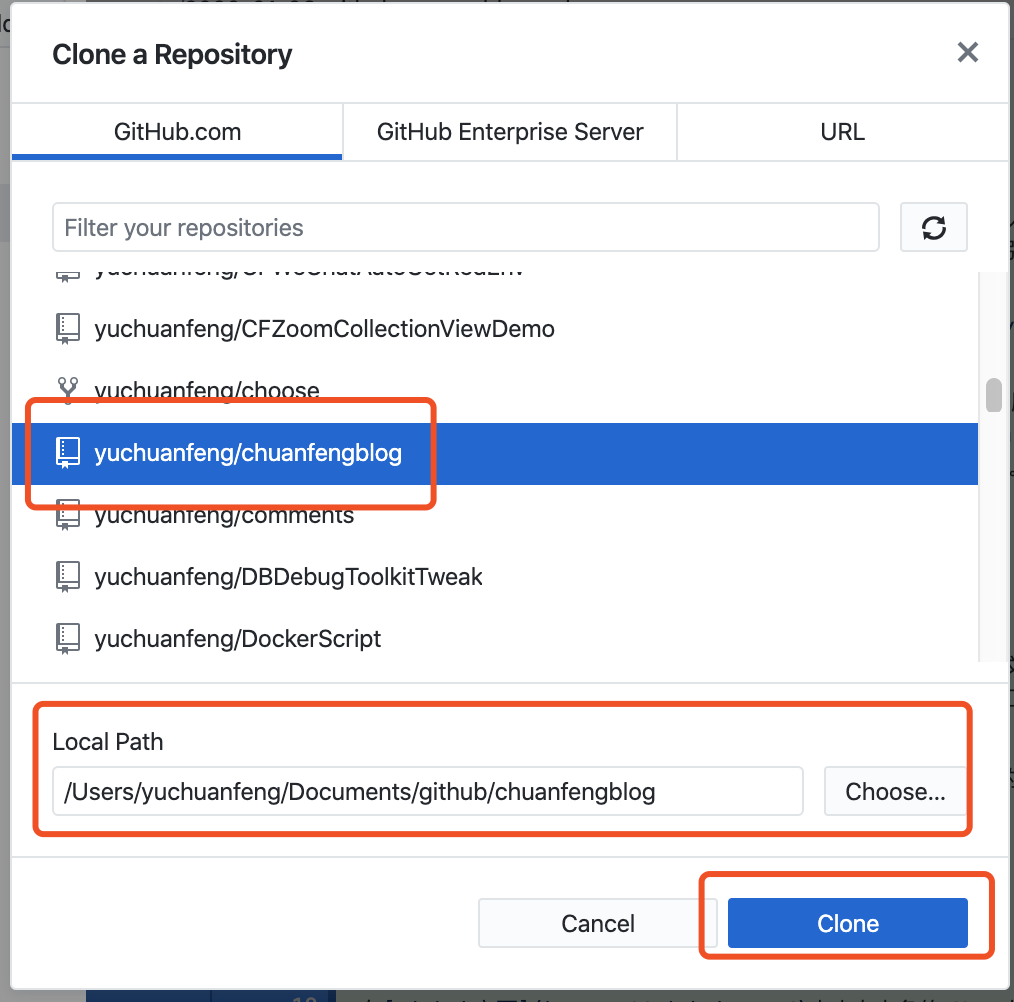 Clone a Repository
GitHub.com
GitHub Enterprise Server
URL
Filter your repositories
yuchuanfeng/CFZoomCollectionViewDemo
yuchuanfeng/choose
yuchuanfeng/chuanfengblog
yuchuanfeng/comments
yuchuanfeng/DBDebugToolkitTweak
yuchuanfeng/DockerScript
Local Path
/Users/yuchuanfeng/Documents/github/chuanfengblog
Choose...
Cancel
Clone